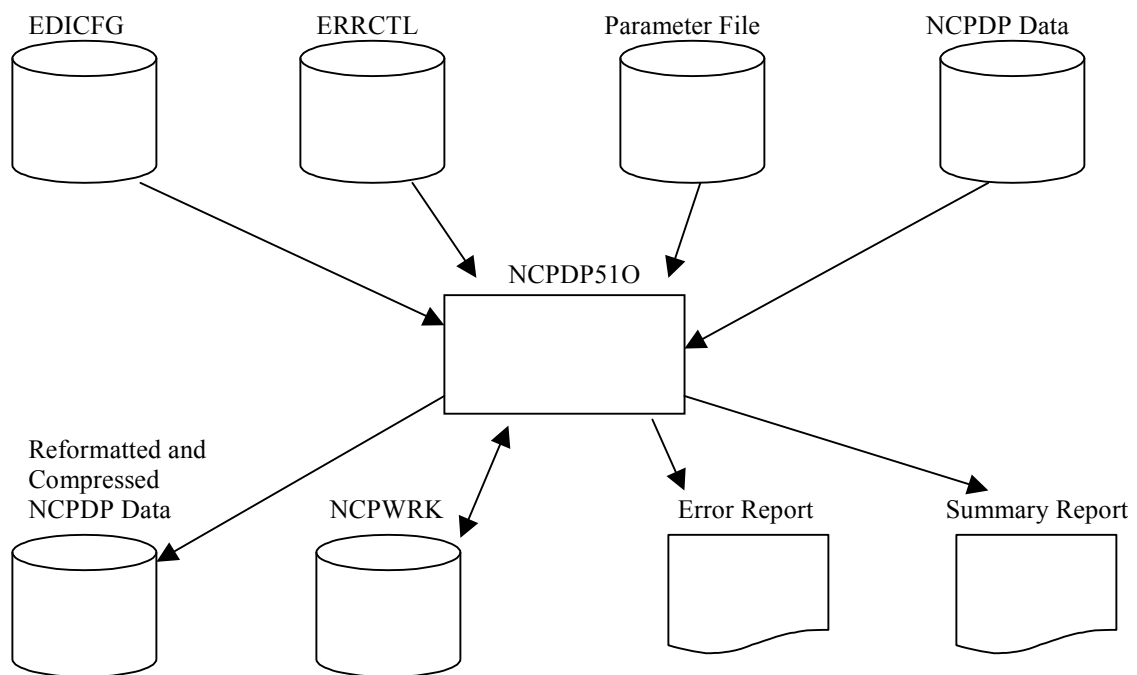 EDICFG
ERRCTL
Parameter File
NCPDP Data
NCPDP51O
Reformatted and
Compressed
NCPDP Data
NCPWRK
Error Report
Summary Report